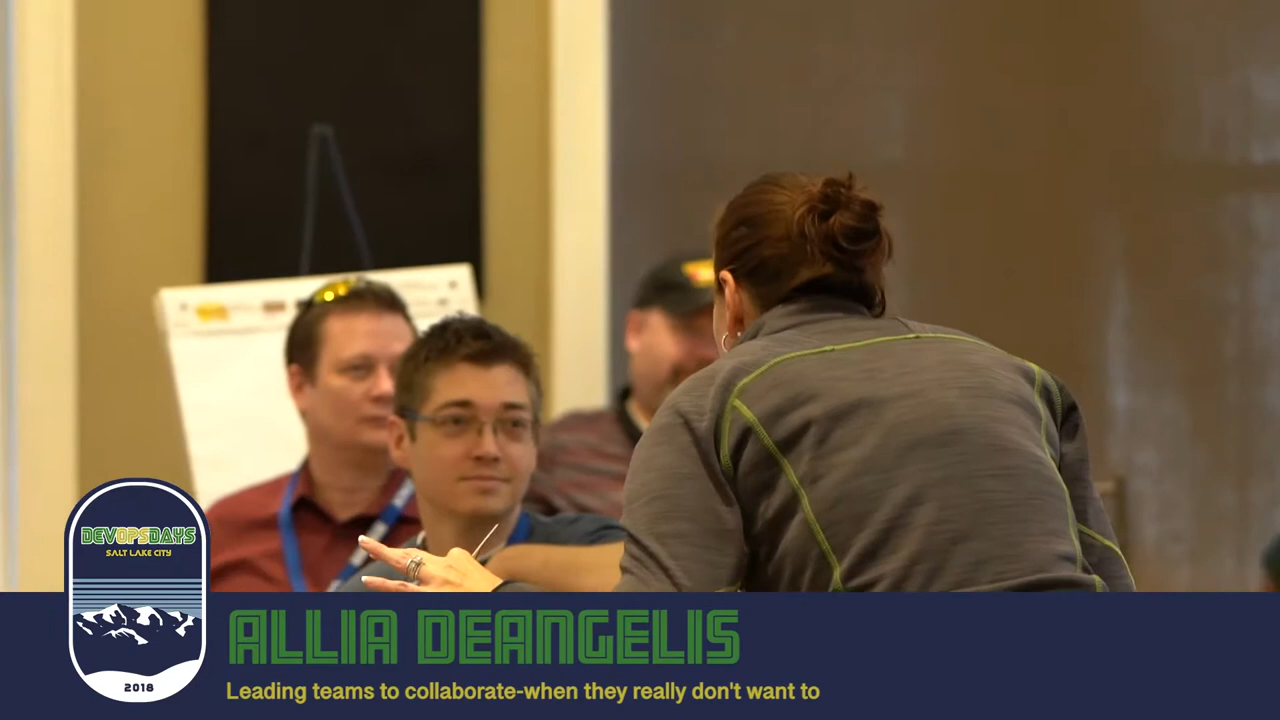 DEVOPSDAYS
SALT LAKE CITY
2018
ALLIA DEANGELIS
Leading teams to collaborate-when they really don't want to